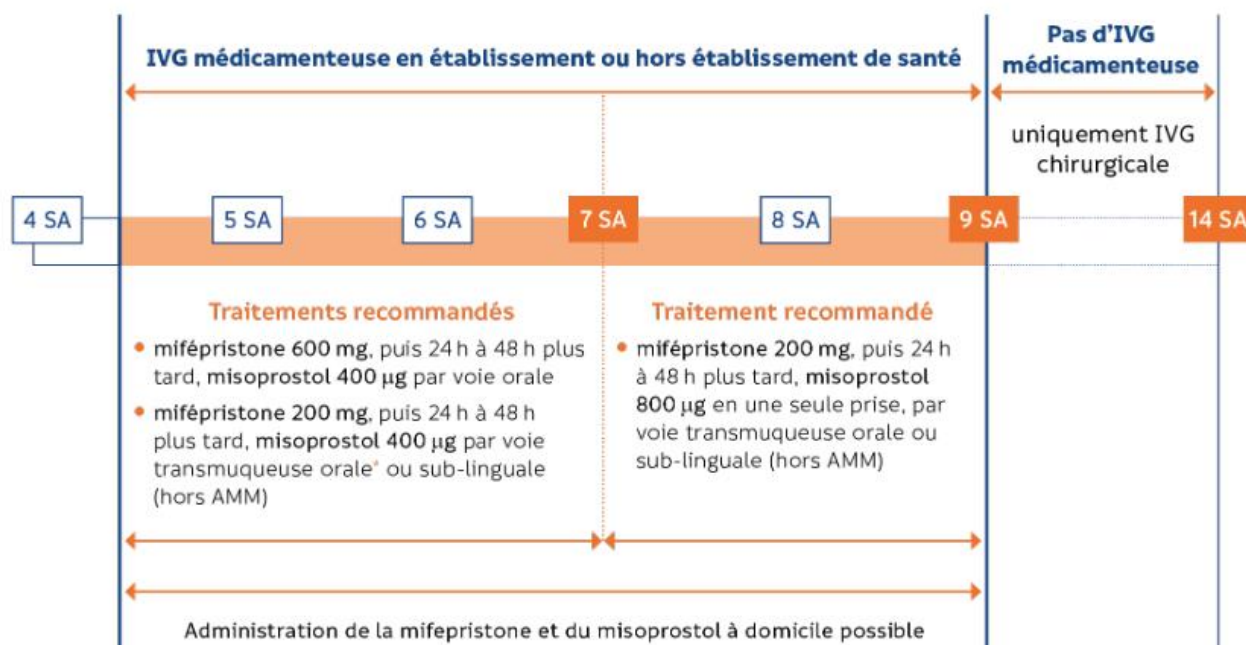 IVG médicamenteuse en établissement ou hors établissement de santé
Pas d'IVG
médicamenteuse
uniquement IVG
chirurgicale
4 SA
5 SA
6 SA
7 SA
8 SA
9 SA
14 SA
Traitements recommandés
• mifépristone 600 mg, puis 24 h à 48 h plus
tard, misoprostol 400 µg par voie orale
• mifépristone 200 mg, puis 24 h à 48 h
plus tard, misoprostol 400 µg par voie
transmuqueuse orale* ou sub-linguale
(hors AMM)
Traitement recommandé
• mifépristone 200 mg, puis 24 h
à 48 h plus tard, misoprostol
800 µg en une seule prise, par
voie transmuqueuse orale ou
sub-linguale (hors AMM)
Administration de la mifepristone et du misoprostol à domicile possible